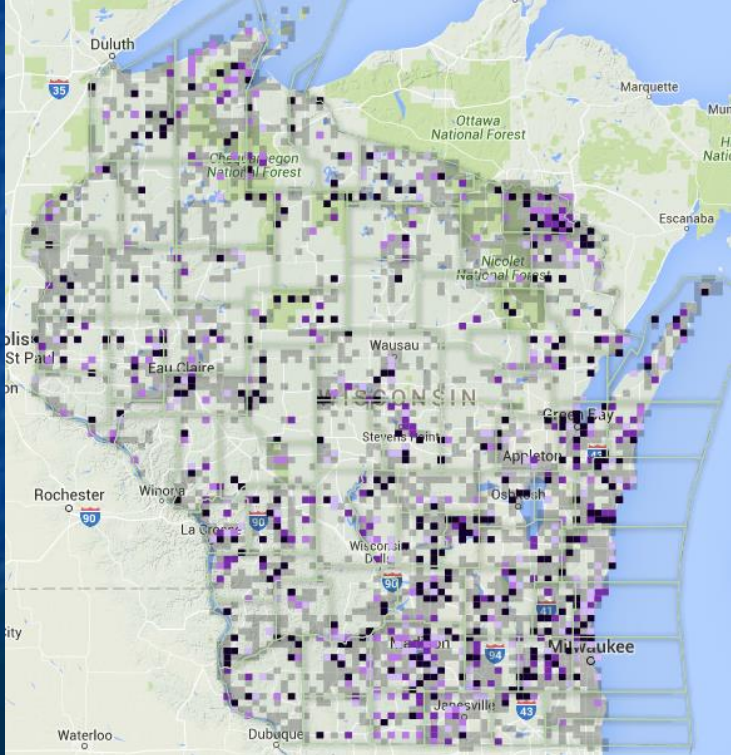 Duluth
35
Marquette
Ottawa
National Forest
Chequamegon
National Forest
Escanaba
Nicolet
National Forest
St Paul
Wausau
Eau Claire
WISCONSIN
Green Bay
Stevens Point
Appleton
Rochester
Winona
Oshkosh
90
La Crosse
90
Wisconsin
Dells
90
41
City
Madison
94
Milwaukee
Janesville
43
Waterloo
Dubuque